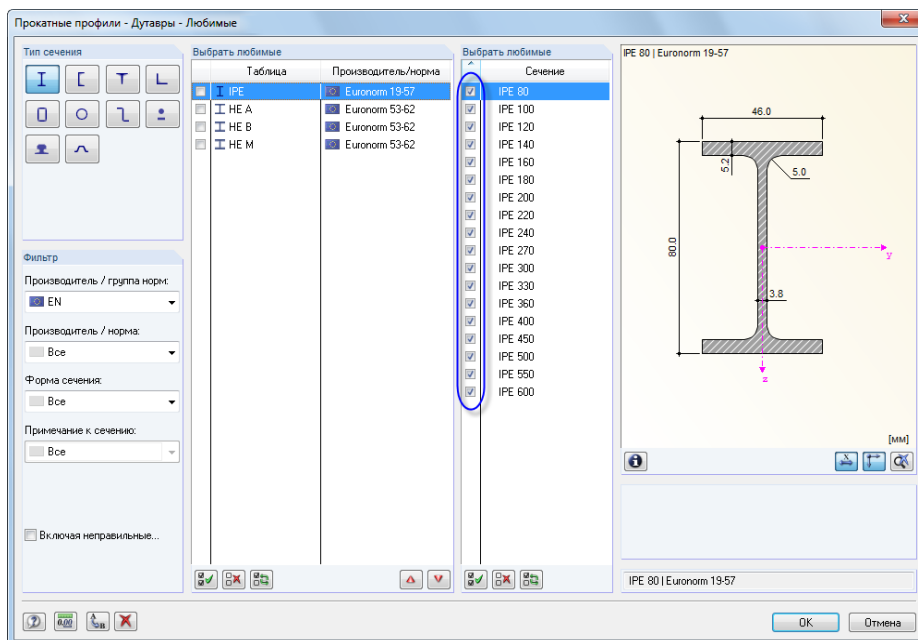 Прокатные профили - Дутавры - Любимые
Тип сечения
Фильтр
Производитель / группа норм:
EN
Производитель / норма:
Все
Форма сечения:
Все
Примечание к сечению:
Все
Включая неправильные...
Выбрать любимые
Таблица Производитель/норма
IPE Euronorm 19-57
HE A Euronorm 53-62
HE B Euronorm 53-62
HE M Euronorm 53-62
Выбрать любимые
Сечение
IPE 80
IPE 100
IPE 120
IPE 140
IPE 160
IPE 180
IPE 200
IPE 220
IPE 240
IPE 270
IPE 300
IPE 330
IPE 360
IPE 400
IPE 450
IPE 500
IPE 550
IPE 600
IPE 80 | Euronorm 19-57
46.0
5.2
5.0
80.0
y
3.8
z
[мм]
IPE 80 | Euronorm 19-57
0.00
OK
Отмена